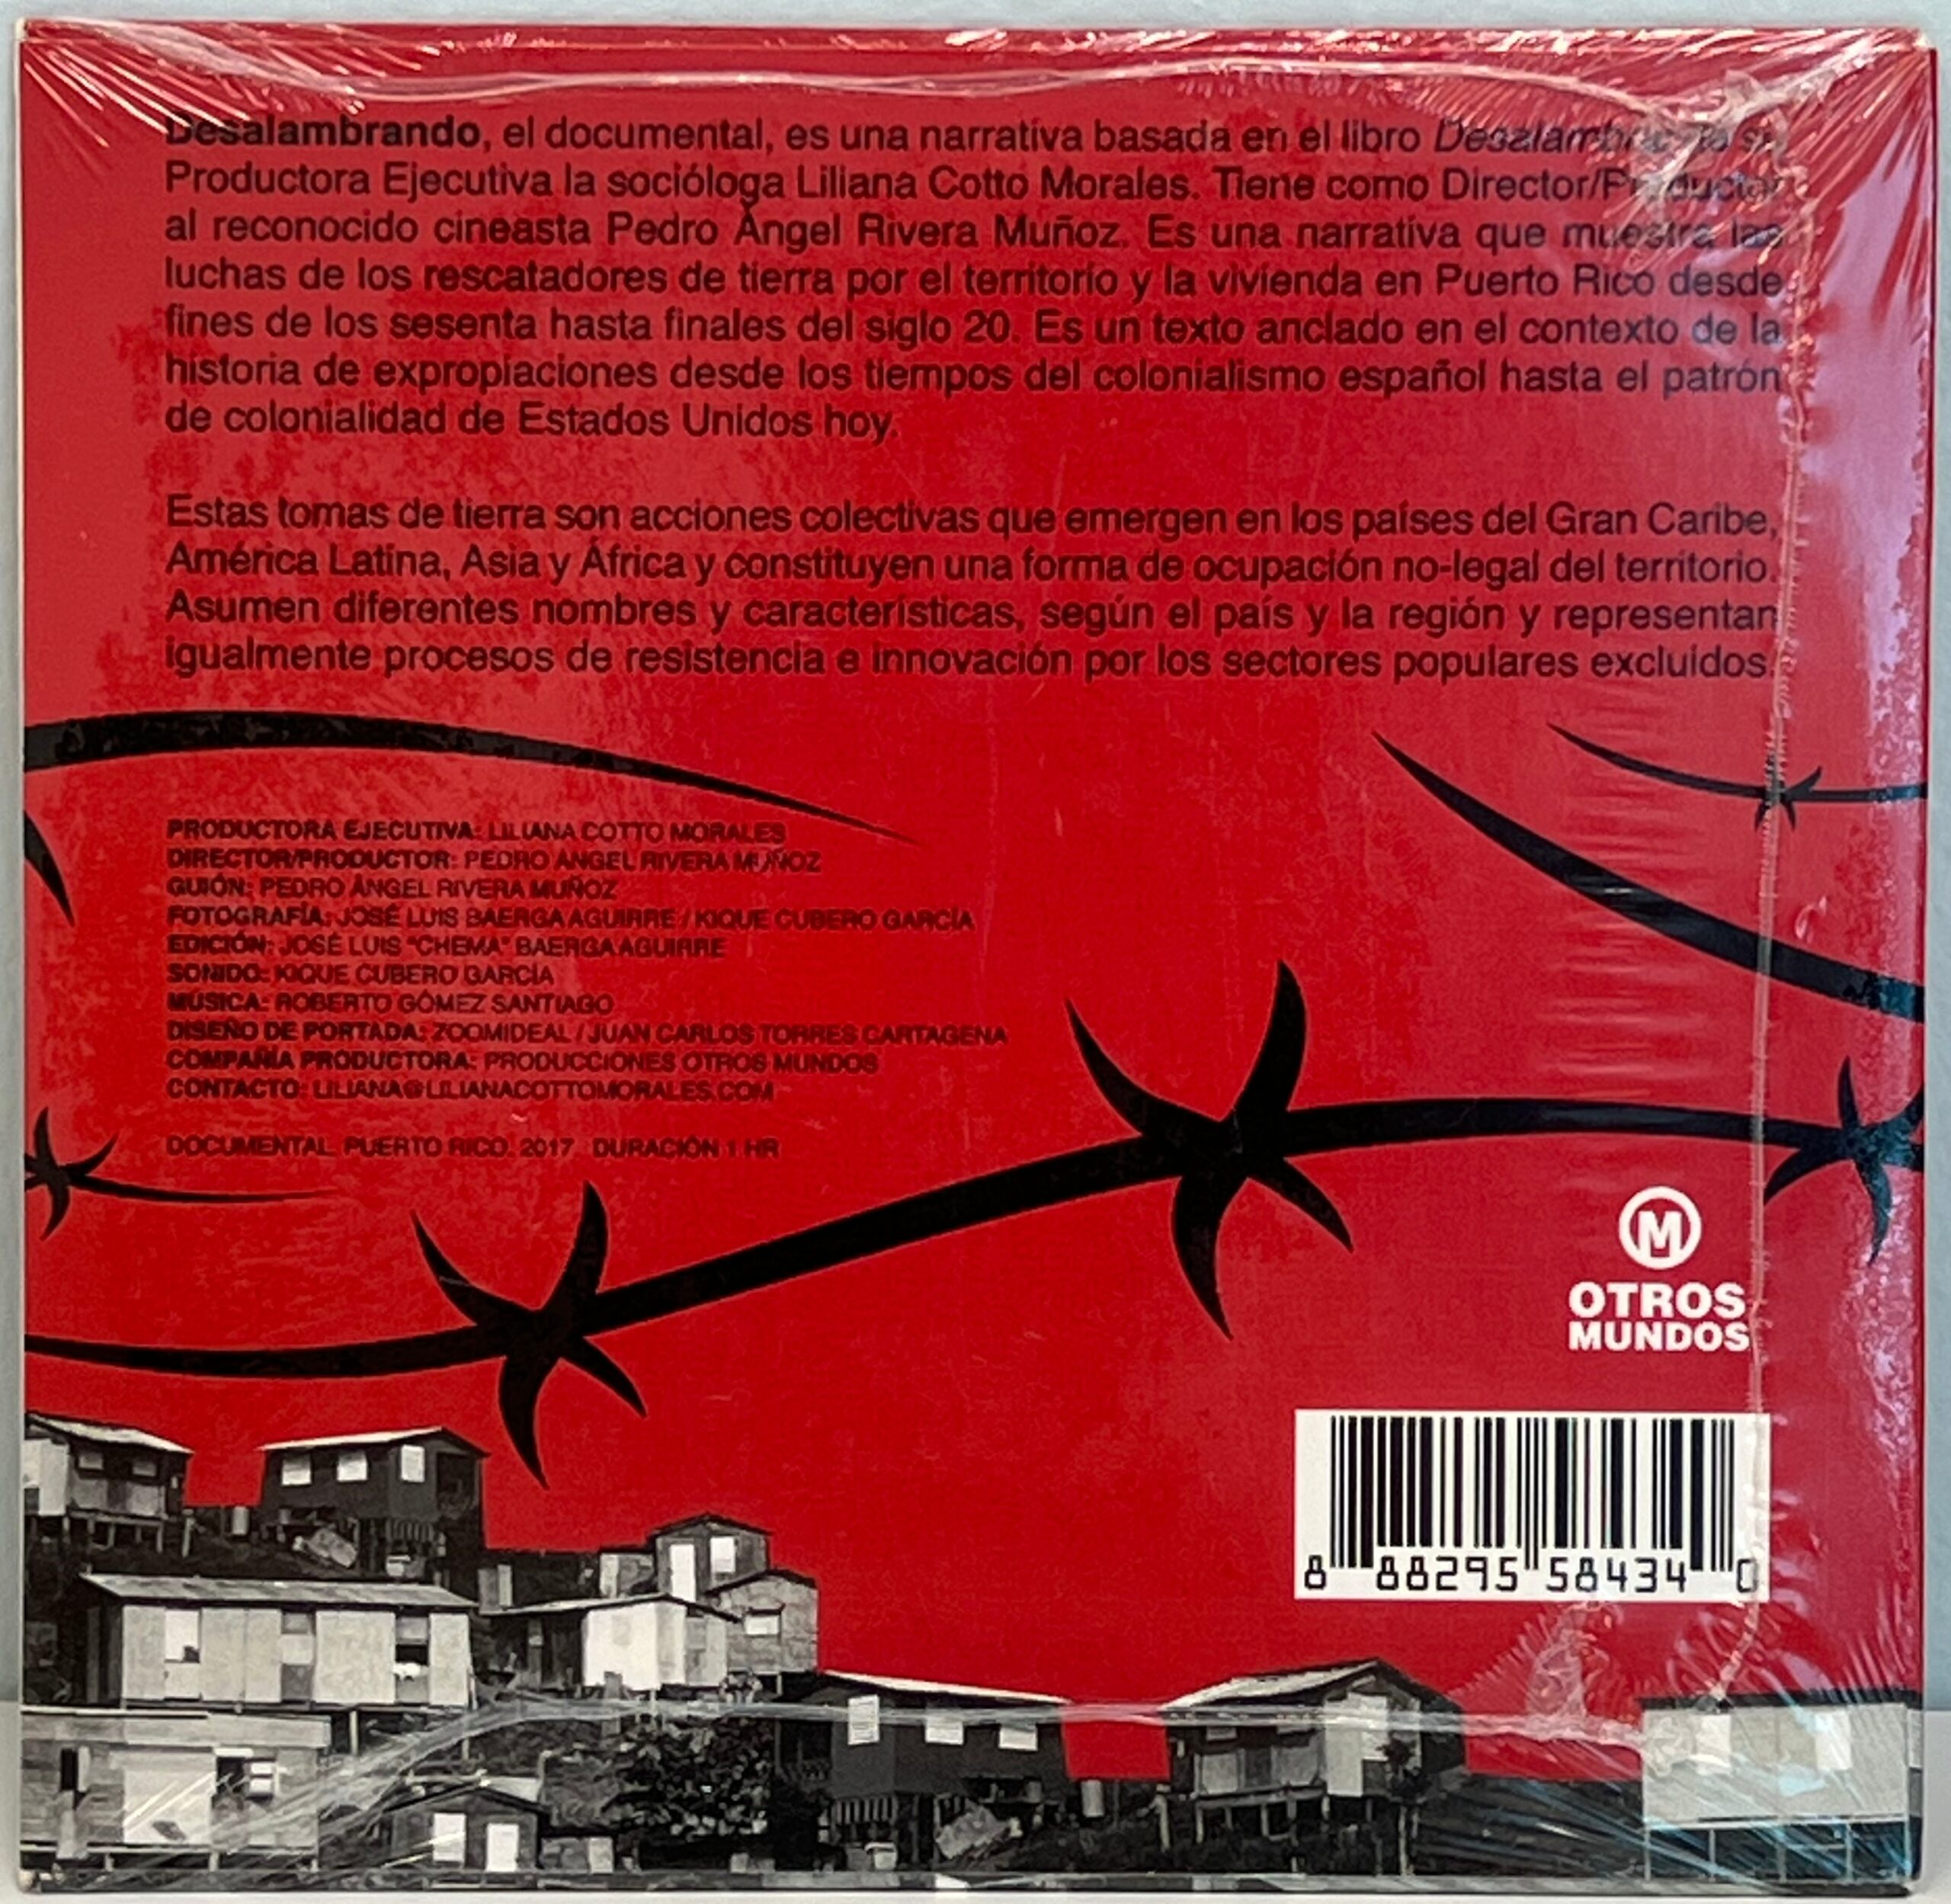 Desalambrando, el documental, es una narrativa basada en el libro Desalambrando de su
Productora Ejecutiva la socióloga Liliana Cotto Morales. Tiene como Director/Productor
al reconocido cineasta Pedro Ángel Rivera Muñoz. Es una narrativa que muestra las
luchas de los rescatadores de tierra por el territorio y la vivienda en Puerto Rico desde
fines de los sesenta hasta finales del siglo 20. Es un texto anclado en el contexto de la
historia de expropiaciones desde los tiempos del colonialismo español hasta el patrón
de colonialidad de Estados Unidos hoy.
Estas tomas de tierra son acciones colectivas que emergen en los países del Gran Caribe,
América Latina, Asia y África y constituyen una forma de ocupación no-legal del territorio.
Asumen diferentes nombres y características, según el país y la región y representan
igualmente procesos de resistencia e innovación por los sectores populares excluidos.
PRODUCTORA EJECUTIVA: LILIANA COTTO MORALES
DIRECTOR/PRODUCTOR: PEDRO ÁNGEL RIVERA MUÑOZ
GUIÓN: PEDRO ÁNGEL RIVERA MUÑOZ
FOTOGRAFÍA: JOSÉ LUIS BAERGA AGUIRRE / KIQUE CUBERO GARCÍA
EDICIÓN: JOSÉ LUIS "CHEMA" BAERGA AGUIRRE
SONIDO: KIQUE CUBERO GARCÍA
MÚSICA: ROBERTO GÓMEZ SANTIAGO
DISEÑO DE PORTADA: ZOOMIDEAL / JUAN CARLOS TORRES CARTAGENA
COMPAÑÍA PRODUCTORA: PRODUCCIONES OTROS MUNDOS
CONTACTO: LILIANA@LILIANACOTTOMORALES.COM
DOCUMENTAL. PUERTO RICO. 2017 DURACIÓN 1 HR
M
OTROS
MUNDOS
8 88295 58434 0